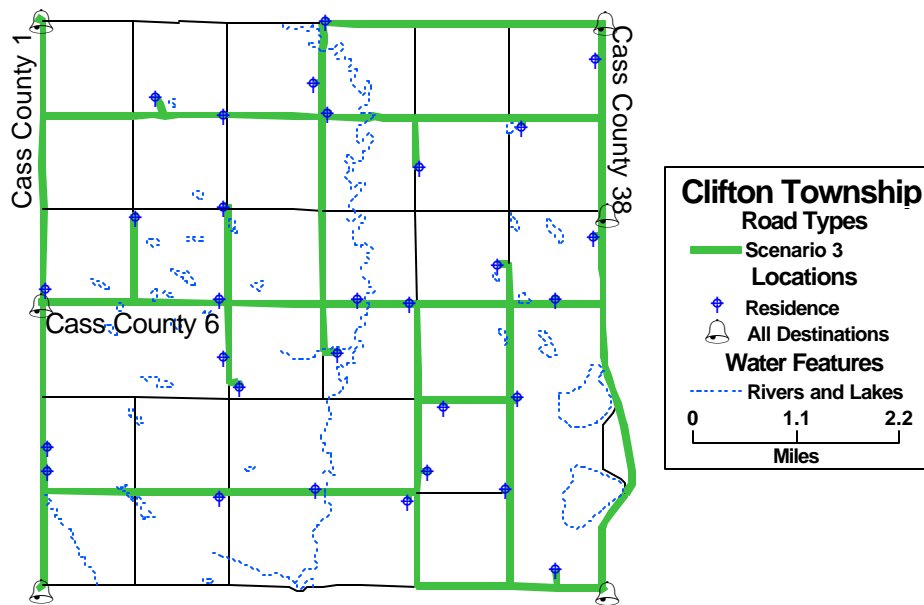 Cass County 1
Cass County 38
Cass County 6
Clifton Township
Road Types
Scenario 3
Locations
Residence
All Destinations
Water Features
Rivers and Lakes
0 1.1 2.2
Miles